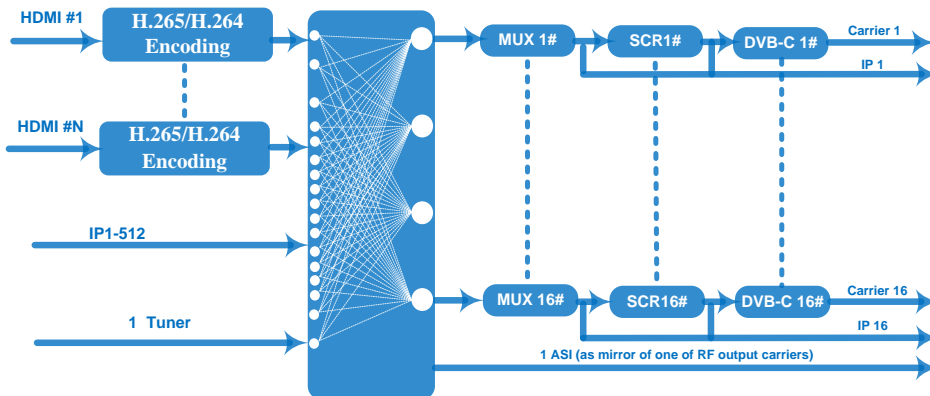 HDMI #1
H.265/H.264
Encoding
MUX 1#
SCR1#
DVB-C 1#
Carrier 1
IP 1
HDMI #N
H.265/H.264
Encoding
IP1-512
1 Tuner
MUX 16#
SCR16#
DVB-C 16#
Carrier 16
IP 16
1 ASI (as mirror of one of RF output carriers)